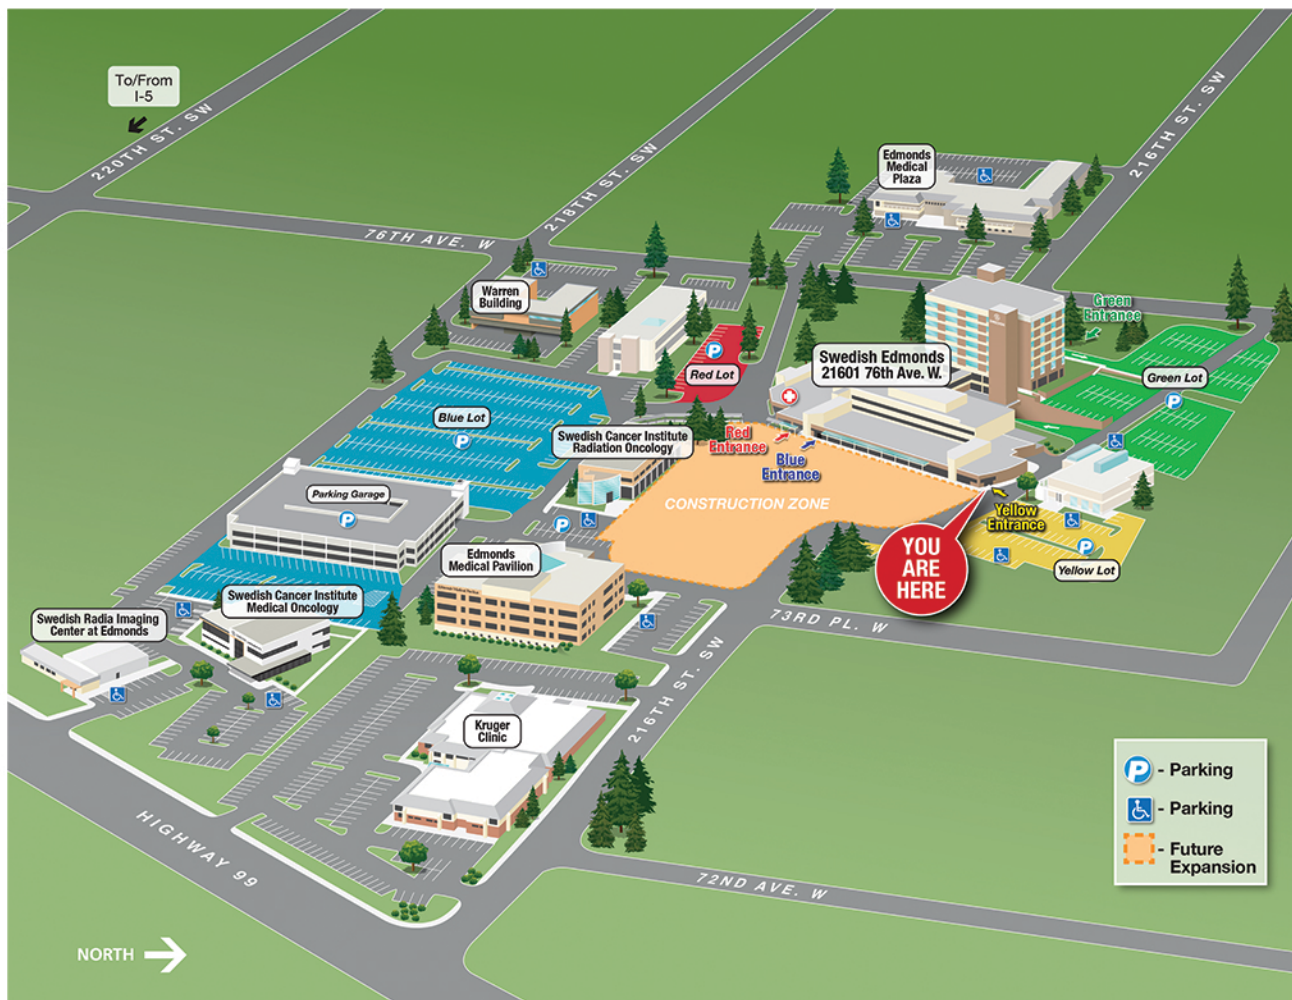 To/From
I-5
220TH ST. SW
218TH ST. SW
216TH ST. SW
76TH AVE. W
Edmonds
Medical
Plaza
Warren
Building
Green
Entrance
Swedish Edmonds
21601 76th Ave. W.
P
Red Lot
Green Lot
P
Blue Lot
P
Swedish Cancer Institute
Radiation Oncology
Red
Entrance
Blue
Entrance
Parking Garage
P
CONSTRUCTION ZONE
Yellow
Entrance
P
YOU
ARE
HERE
P
Yellow Lot
Edmonds
Medical Pavilion
Edmonds Medical Pavilion
Swedish Cancer Institute
Medical Oncology
Swedish Radia Imaging
Center at Edmonds
73RD PL. W
216TH ST. SW
Kruger
Clinic
P - Parking
- Parking
- Future
Expansion
HIGHWAY 99
72ND AVE. W
NORTH